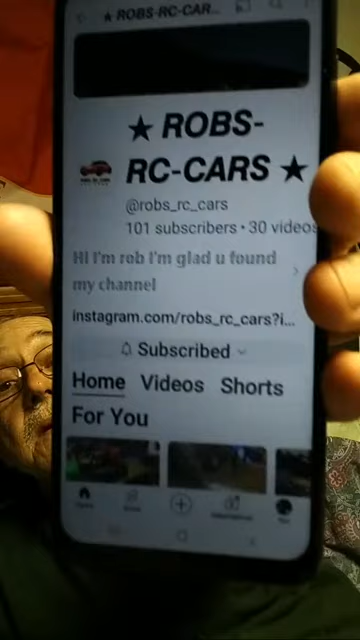 ★ ROBS-RC-CAR...
★ ROBS-
RC-CARS ★
@robs_rc_cars
101 subscribers • 30 videos
HI I'm rob I'm glad u found
my channel
instagram.com/robs_rc_cars?i...
Subscribed
Home Videos Shorts
For You
Home